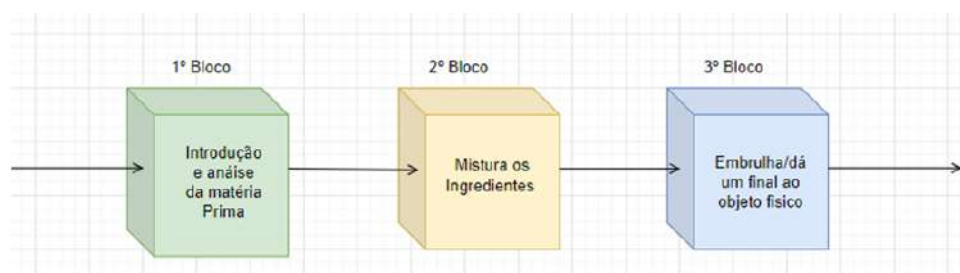 1º Bloco
2º Bloco
3º Bloco
Introdução
e anáise
da matéria
Prima
Mistura os
Ingredientes
Embrulha/dá
um final ao
objeto fisico